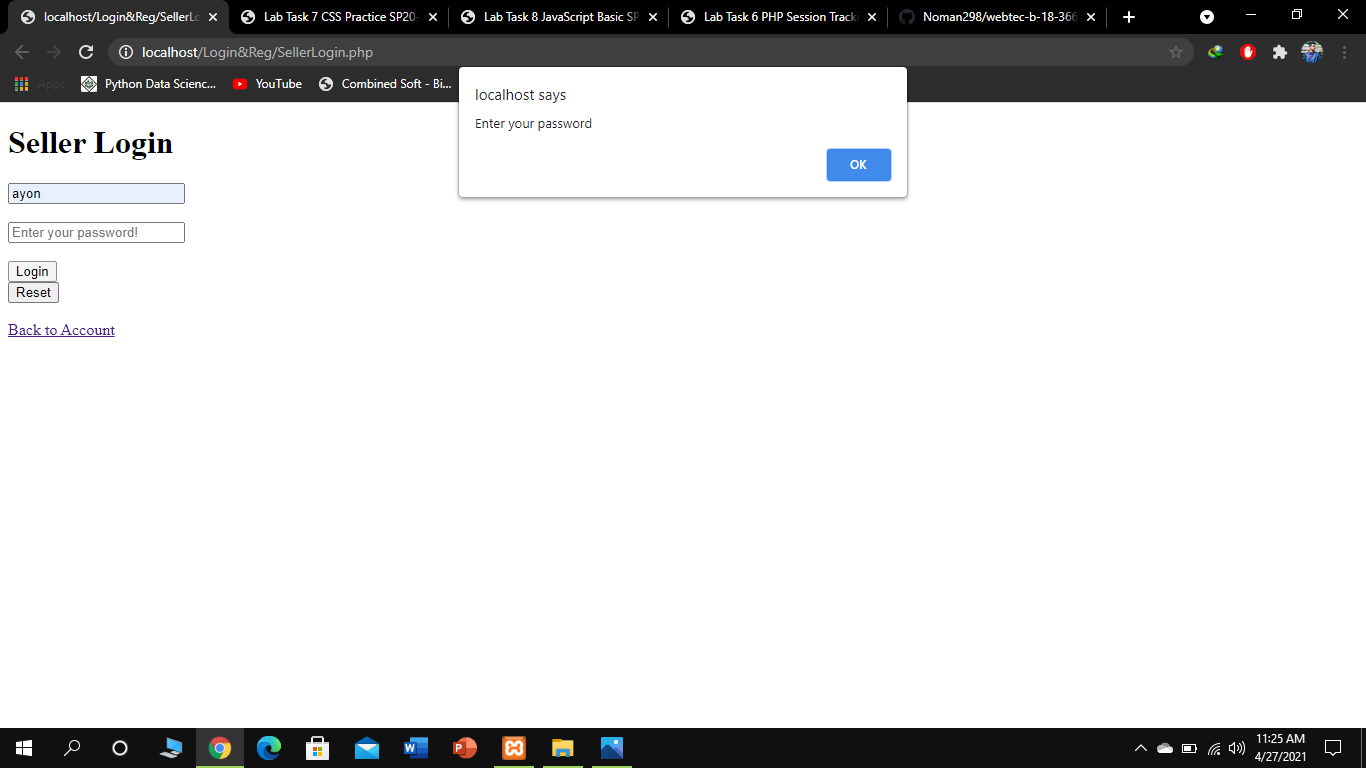 localhost/Login&Reg/SellerLo
Lab Task 7 CSS Practice SP20-
Lab Task 8 JavaScript Basic SP
Lab Task 6 PHP Session Track
Noman298/webtec-b-18-366
localhost/Login&Reg/SellerLogin.php
Apps
Python Data Scienc...
YouTube
Combined Soft - Bi...
localhost says
Enter your password
OK
Seller Login
ayon
Enter your password!
Login
Reset
Back to Account
11:25 AM
4/27/2021